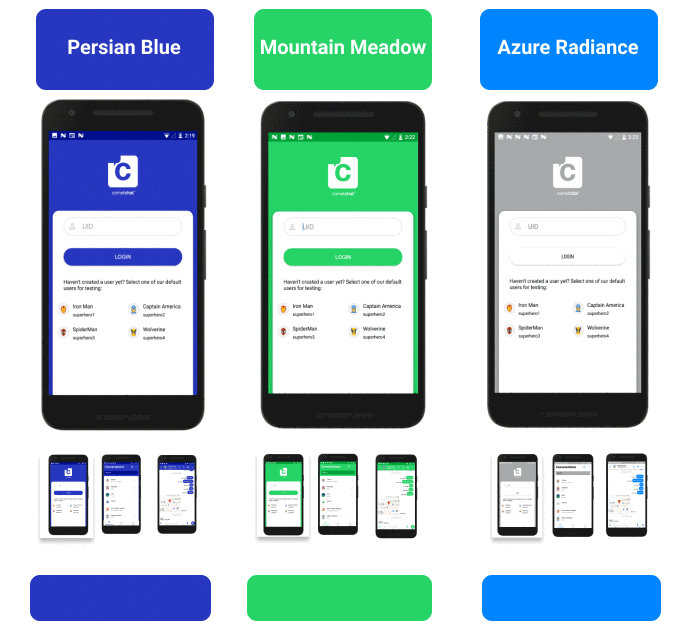 Persian Blue
Mountain Meadow
Azure Radiance
2:19
C
cometchat
UID
LOGIN
Haven't created a user yet? Select one of our default
users for testing:
Iron Man
superhero1
Captain America
superhero2
SpiderMan
superhero3
Wolverine
superhero4
2:22
C
cometchat
UID
LOGIN
Haven't created a user yet? Select one of our default
users for testing:
Iron Man
superhero1
Captain America
superhero2
SpiderMan
superhero3
Wolverine
superhero4
3:22
C
cometchat
UID
LOGIN
Haven't created a user yet? Select one of our default
users for testing:
Iron Man
superhero1
Captain America
superhero2
SpiderMan
superhero3
Wolverine
superhero4
Conversations
Conversations
Conversations